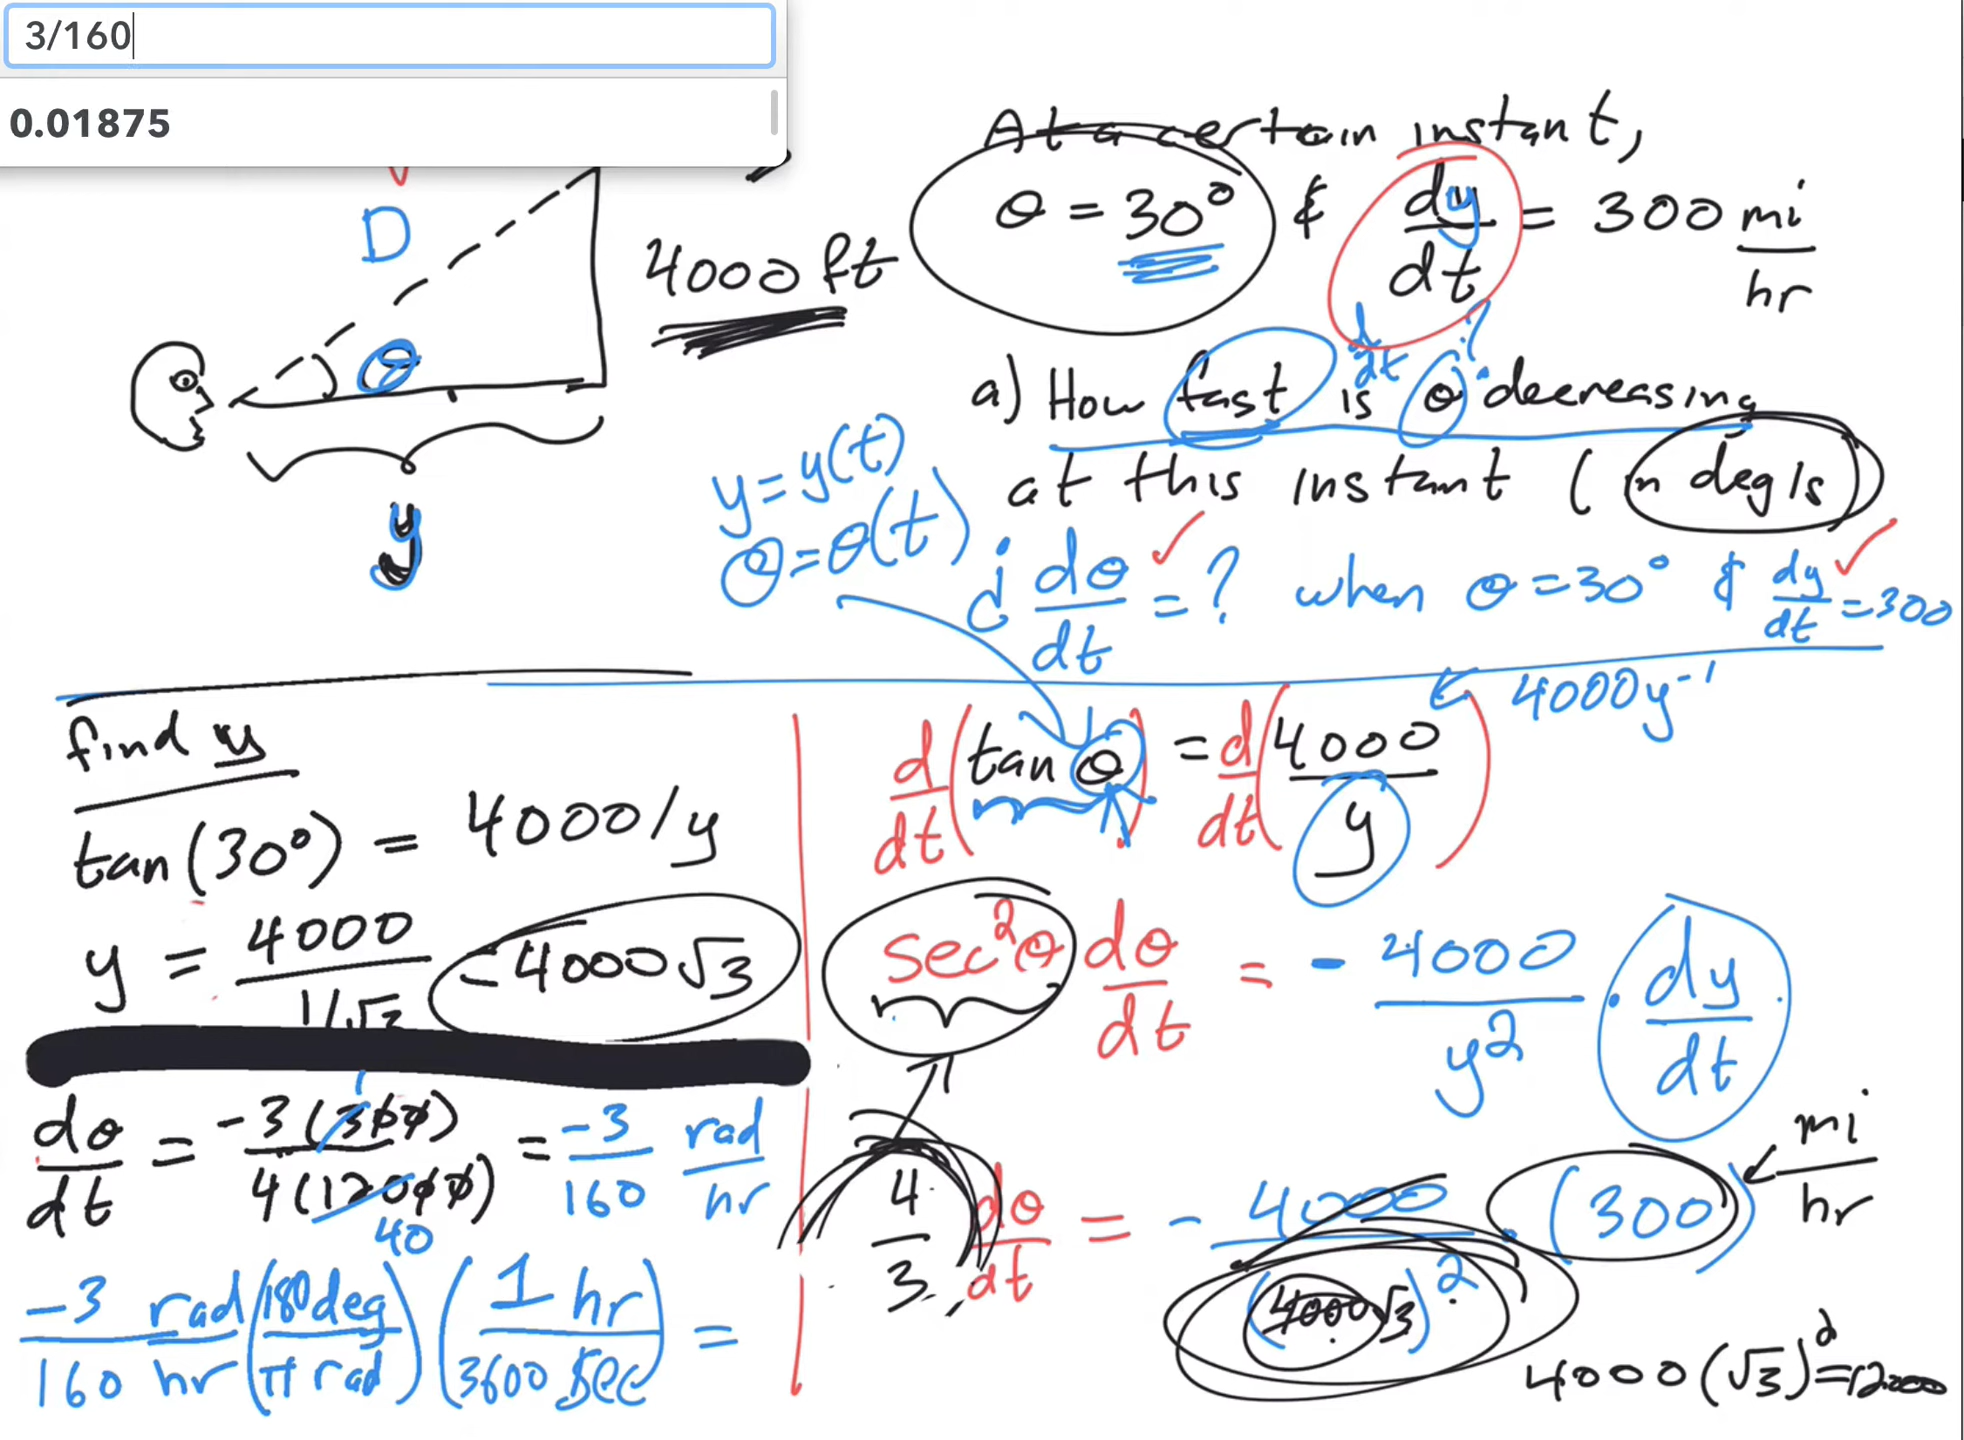 3/160
0.01875
At a certain instant,
θ = 30° & dy/dt = 300 mi/hr
D
4000 ft
θ
y
a) How fast is θ decreasing
d/dt ?
at this instant (in deg/s)
y = y(t)
θ = θ(t)
¿ dθ/dt = ? when θ = 30° & dy/dt = 300
find y
tan(30°) = 4000/y
y = 4000/(1/√3) = 4000√3
4000y⁻¹
d/dt (tan θ) = d/dt (4000/y)
sec²θ dθ/dt = - 4000/y² · dy/dt
mi/hr
4/3 dθ/dt = - 4000/(4000√3)² · (300)
4000(√3)² = 12000
dθ/dt = -3(300)/4(12000) = -3/160 rad/hr
1
40
-3/160 rad/hr (180 deg/π rad) (1 hr/3600 sec) =